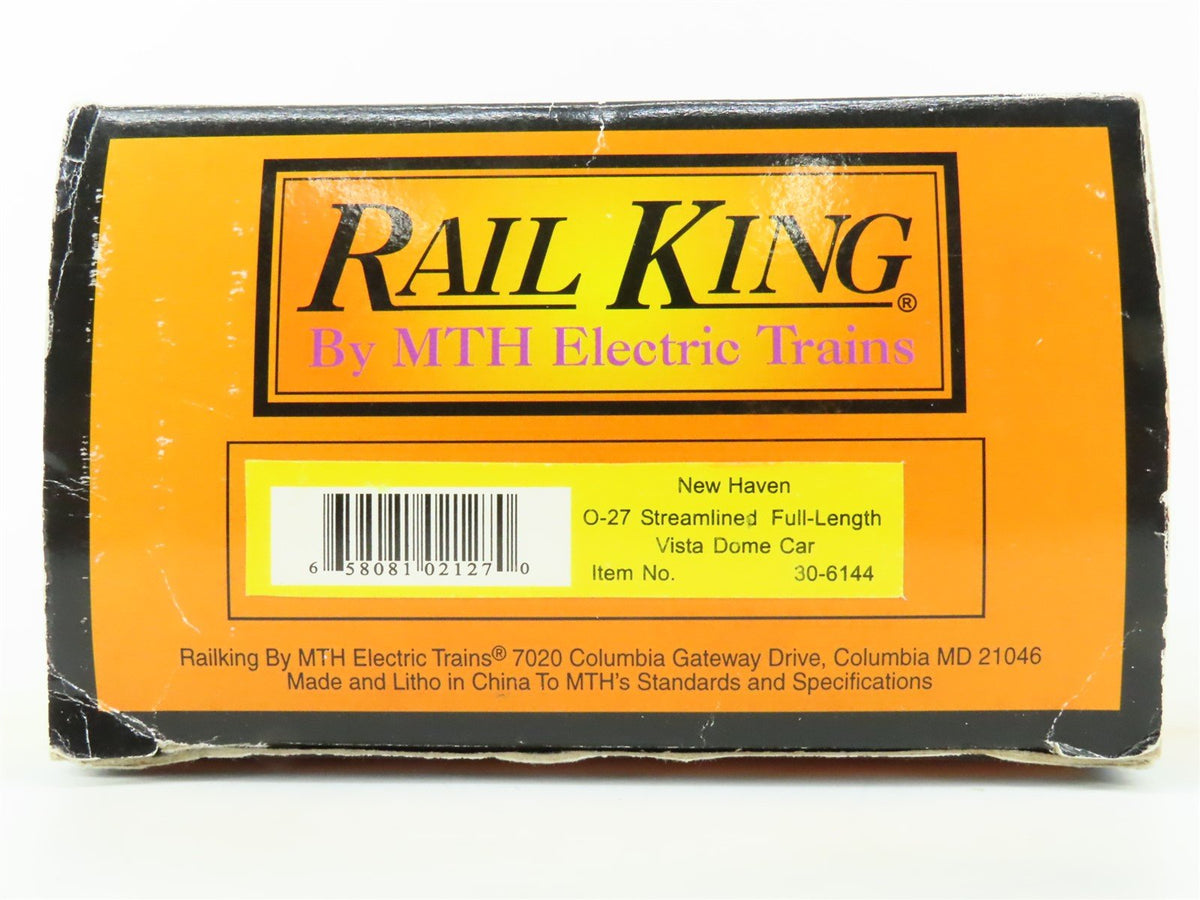 RAIL KING®
By MTH Electric Trains
New Haven
O-27 Streamlined Full-Length
Vista Dome Car
Item No. 30-6144
6 58081 02127 0
Railking By MTH Electric Trains® 7020 Columbia Gateway Drive, Columbia MD 21046
Made and Litho in China To MTH's Standards and Specifications